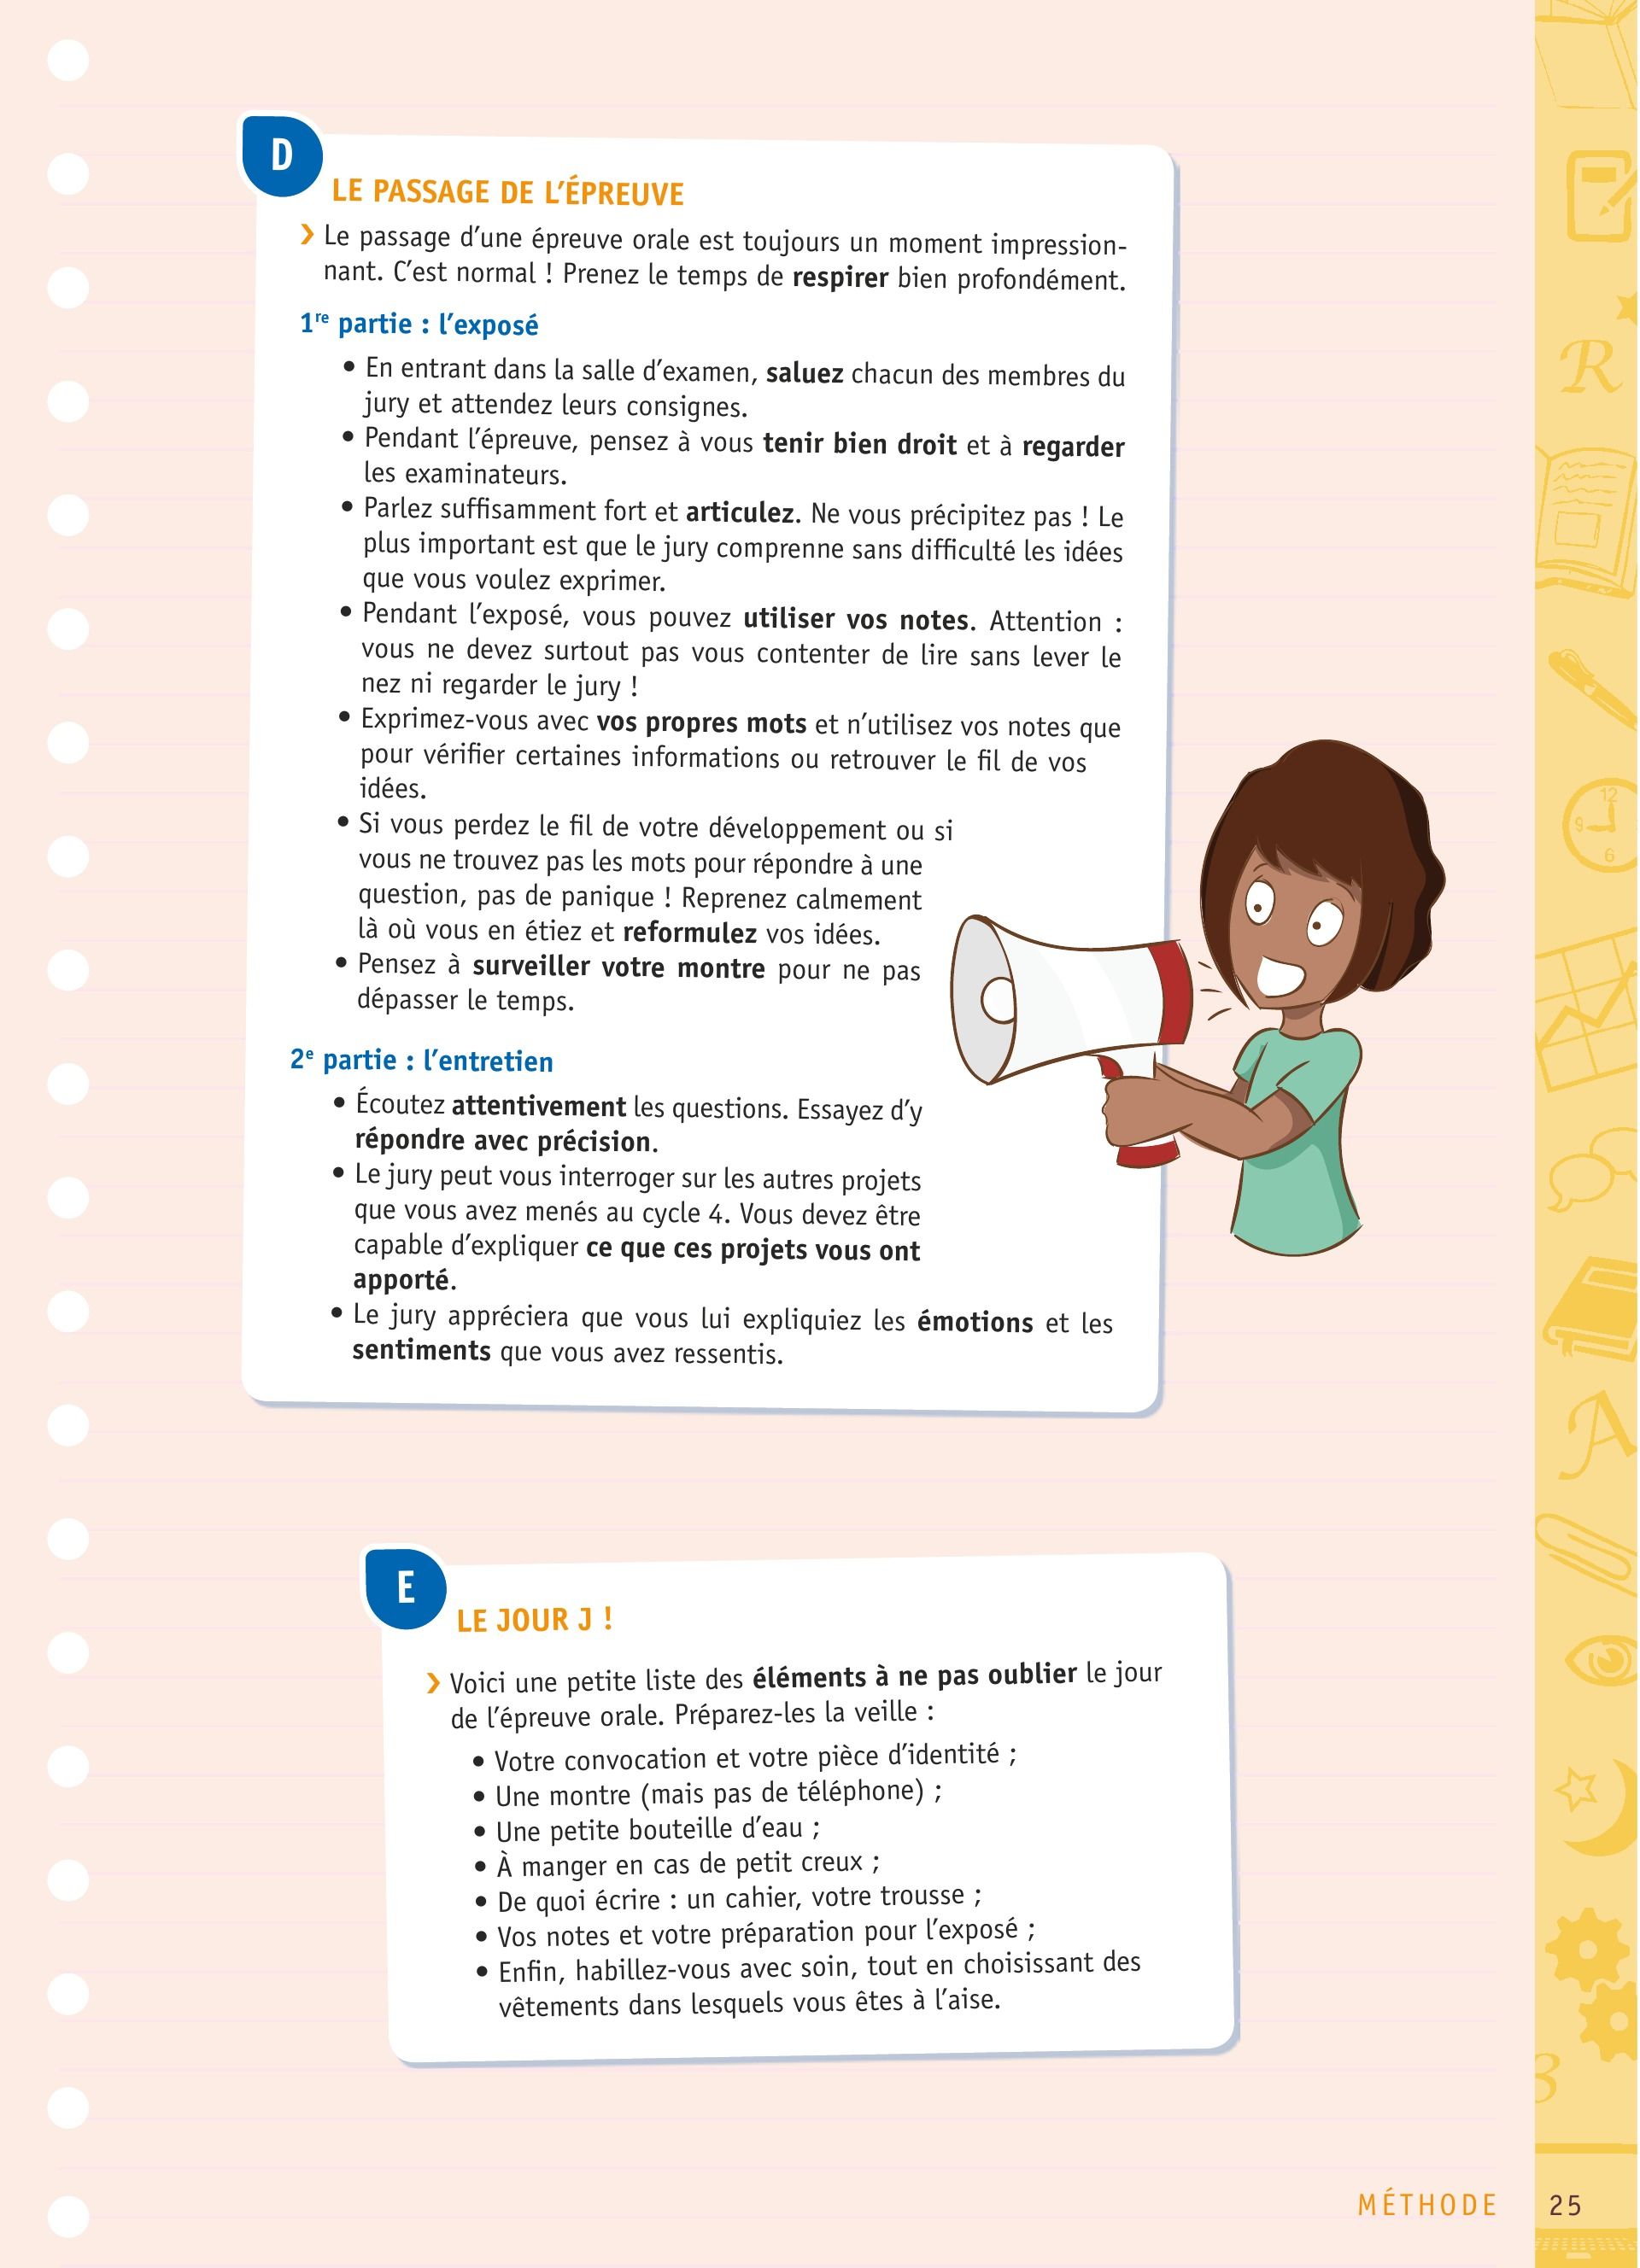 D
LE PASSAGE DE L'ÉPREUVE
› Le passage d'une épreuve orale est toujours un moment impression-
nant. C'est normal ! Prenez le temps de respirer bien profondément.
1re partie : l'exposé
• En entrant dans la salle d'examen, saluez chacun des membres du
jury et attendez leurs consignes.
• Pendant l'épreuve, pensez à vous tenir bien droit et à regarder
les examinateurs.
• Parlez suffisamment fort et articulez. Ne vous précipitez pas ! Le
plus important est que le jury comprenne sans difficulté les idées
que vous voulez exprimer.
• Pendant l'exposé, vous pouvez utiliser vos notes. Attention :
vous ne devez surtout pas vous contenter de lire sans lever le
nez ni regarder le jury !
• Exprimez-vous avec vos propres mots et n'utilisez vos notes que
pour vérifier certaines informations ou retrouver le fil de vos
idées.
• Si vous perdez le fil de votre développement ou si
vous ne trouvez pas les mots pour répondre à une
question, pas de panique ! Reprenez calmement
là où vous en étiez et reformulez vos idées.
• Pensez à surveiller votre montre pour ne pas
dépasser le temps.
2e partie : l'entretien
• Écoutez attentivement les questions. Essayez d'y
répondre avec précision.
• Le jury peut vous interroger sur les autres projets
que vous avez menés au cycle 4. Vous devez être
capable d'expliquer ce que ces projets vous ont
apporté.
• Le jury appréciera que vous lui expliquiez les émotions et les
sentiments que vous avez ressentis.
E
LE JOUR J !
› Voici une petite liste des éléments à ne pas oublier le jour
de l'épreuve orale. Préparez-les la veille :
• Votre convocation et votre pièce d'identité ;
• Une montre (mais pas de téléphone) ;
• Une petite bouteille d'eau ;
• À manger en cas de petit creux ;
• De quoi écrire : un cahier, votre trousse ;
• Vos notes et votre préparation pour l'exposé ;
• Enfin, habillez-vous avec soin, tout en choisissant des
vêtements dans lesquels vous êtes à l'aise.
R
12
9
6
A
MÉTHODE 25